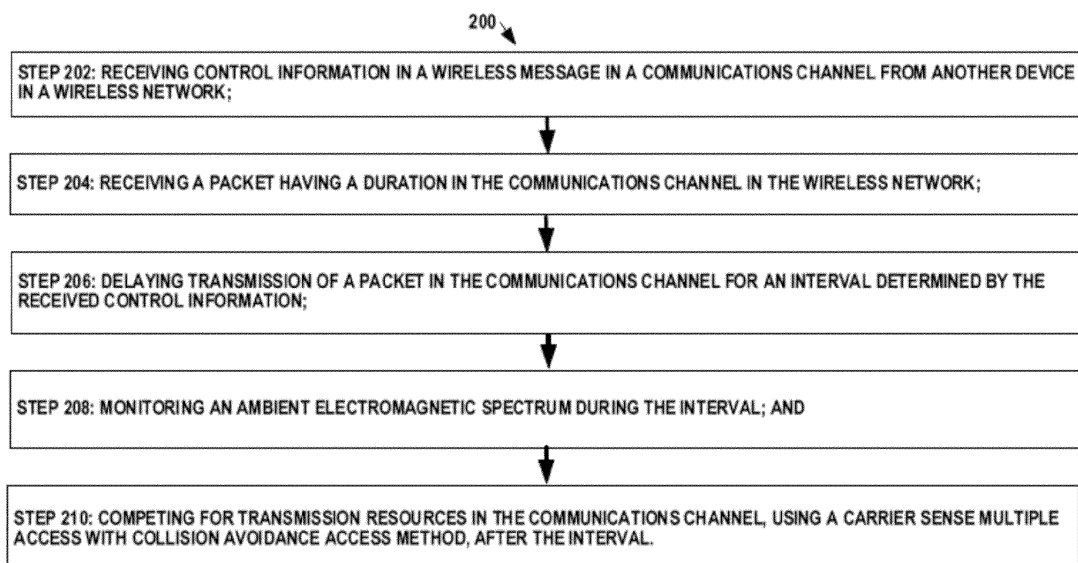 200
STEP 202: RECEIVING CONTROL INFORMATION IN A WIRELESS MESSAGE IN A COMMUNICATIONS CHANNEL FROM ANOTHER DEVICE
IN A WIRELESS NETWORK;
STEP 204: RECEIVING A PACKET HAVING A DURATION IN THE COMMUNICATIONS CHANNEL IN THE WIRELESS NETWORK;
STEP 206: DELAYING TRANSMISSION OF A PACKET IN THE COMMUNICATIONS CHANNEL FOR AN INTERVAL DETERMINED BY THE
RECEIVED CONTROL INFORMATION;
STEP 208: MONITORING AN AMBIENT ELECTROMAGNETIC SPECTRUM DURING THE INTERVAL; AND
STEP 210: COMPETING FOR TRANSMISSION RESOURCES IN THE COMMUNICATIONS CHANNEL, USING A CARRIER SENSE MULTIPLE
ACCESS WITH COLLISION AVOIDANCE ACCESS METHOD, AFTER THE INTERVAL.